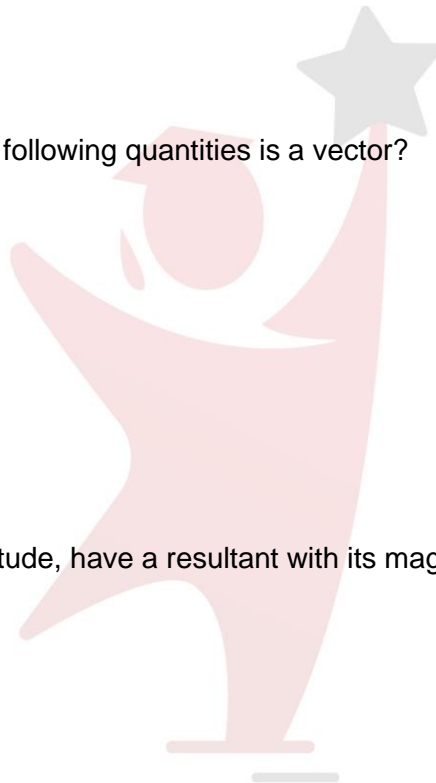 following quantities is a vector?
tude, have a resultant with its mag